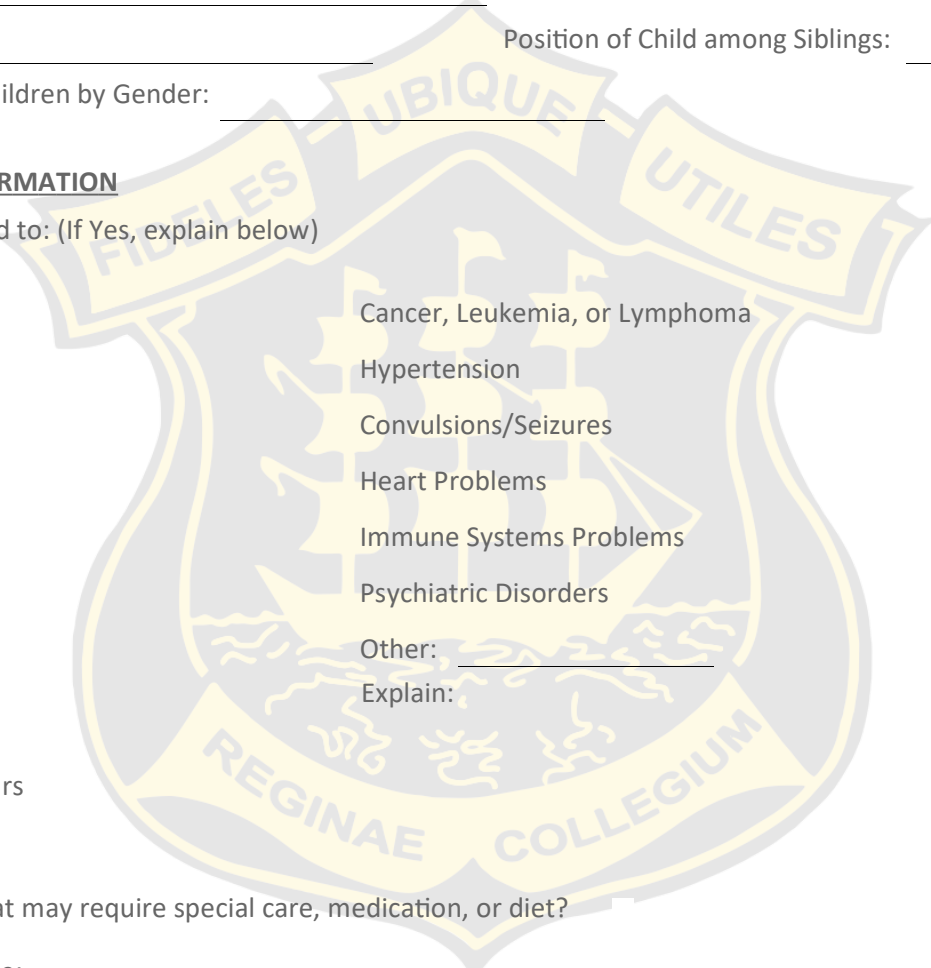 Position of Child among Siblings:
ildren by Gender:
RMATION
d to: (If Yes, explain below)
Cancer, Leukemia, or Lymphoma
Hypertension
Convulsions/Seizures
Heart Problems
Immune Systems Problems
Psychiatric Disorders
Other:
Explain:
rs
at may require special care, medication, or diet?
FIDELES UBIQUE UTILES
REGINAE COLLEGIUM